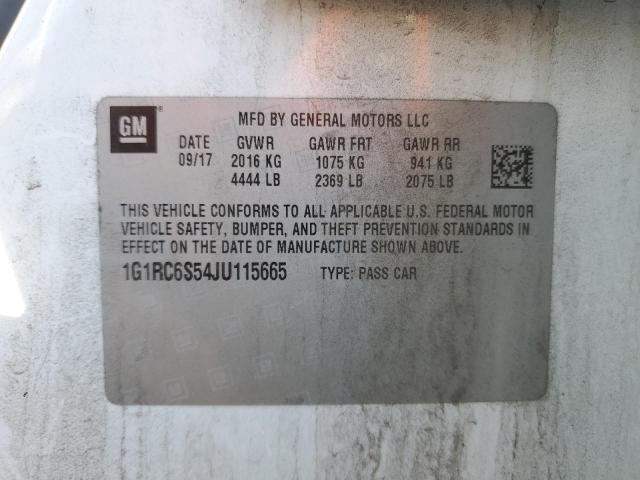 GM ® MFD BY GENERAL MOTORS LLC
DATE GVWR GAWR FRT GAWR RR
09/17 2016 KG 1075 KG 941 KG
4444 LB 2369 LB 2075 LB
THIS VEHICLE CONFORMS TO ALL APPLICABLE U.S. FEDERAL MOTOR
VEHICLE SAFETY, BUMPER, AND THEFT PREVENTION STANDARDS IN
EFFECT ON THE DATE OF MANUFACTURE SHOWN ABOVE.
1G1RC6S54JU115665 TYPE: PASS CAR